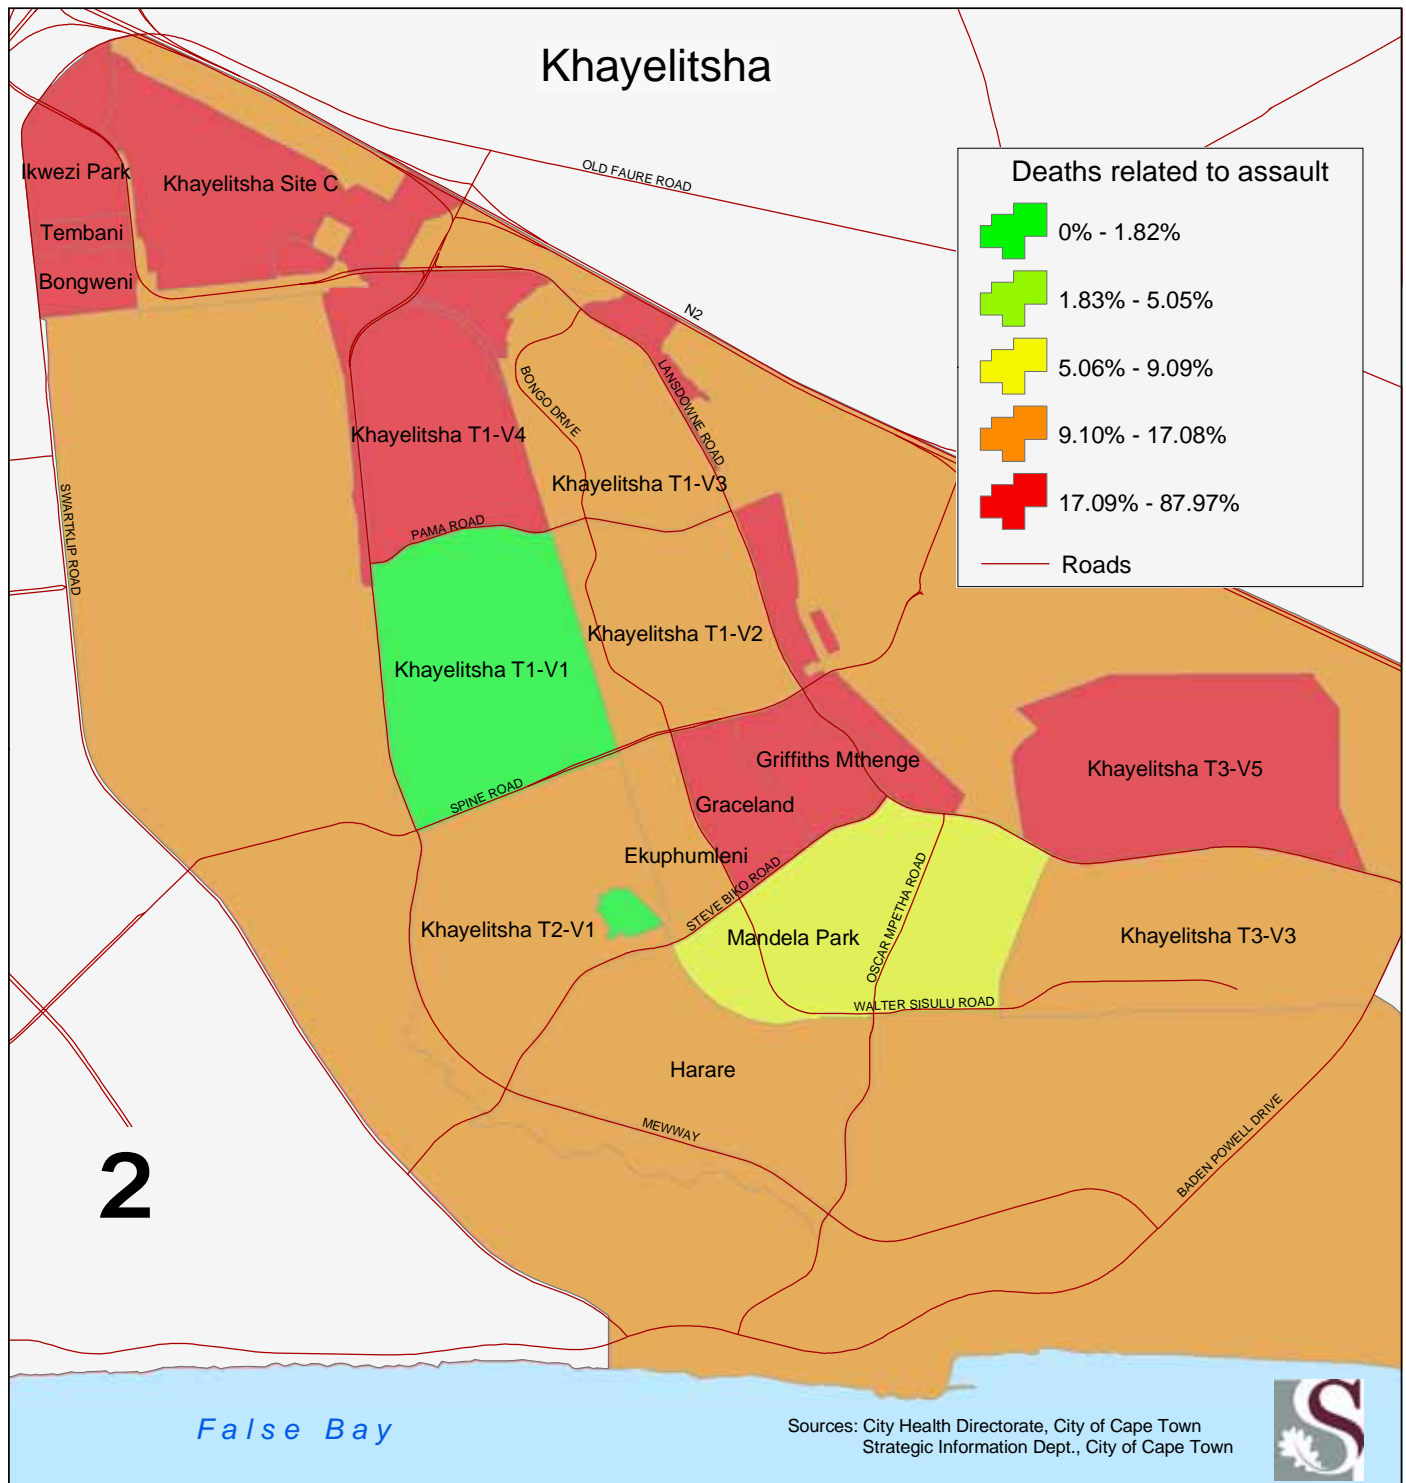 Khayelitsha
OLD FAURE ROAD
Deaths related to assault
0% - 1.82%
1.83% - 5.05%
5.06% - 9.09%
9.10% - 17.08%
17.09% - 87.97%
Roads
Ikwezi Park
Khayelitsha Site C
Tembani
Bongweni
N2
BONGO DRIVE
LANSDOWNE ROAD
Khayelitsha T1-V4
Khayelitsha T1-V3
SWARTKLIP ROAD
PAMA ROAD
Khayelitsha T1-V2
Khayelitsha T1-V1
Griffiths Mthenge
Khayelitsha T3-V5
SPINE ROAD
Graceland
Ekuphumleni
STEVE BIKO ROAD
OSCAR MPETHA ROAD
Khayelitsha T2-V1
Mandela Park
Khayelitsha T3-V3
WALTER SISULU ROAD
Harare
MEWWAY
BADEN POWELL DRIVE
2
False Bay
Sources: City Health Directorate, City of Cape Town
Strategic Information Dept., City of Cape Town
S